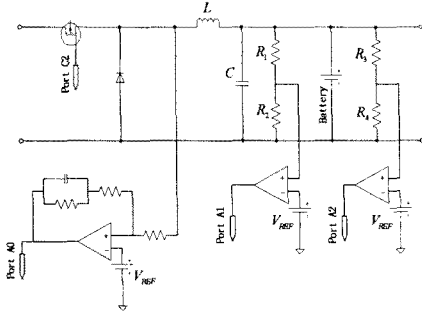 L
Port C2
C
R1
R2
Battery
R3
R4
Port A0
VREF
Port A1
VREF
Port A2
VREF